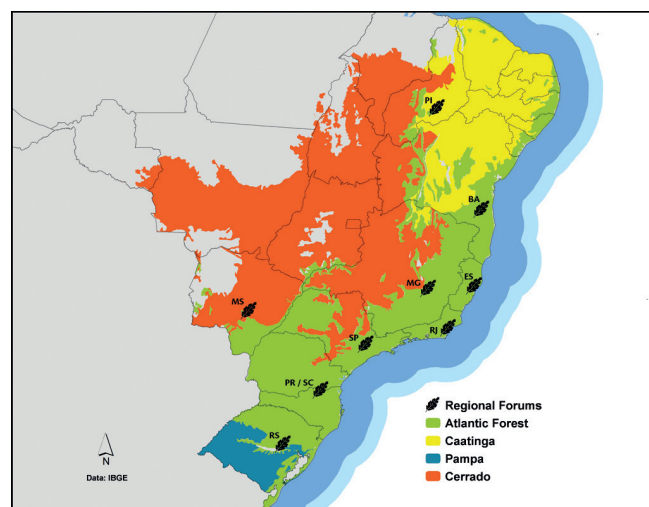 PI
BA
MS
MG
ES
SP
RJ
PR / SC
RS
N
Data: IBGE
Regional Forums
Atlantic Forest
Caatinga
Pampa
Cerrado